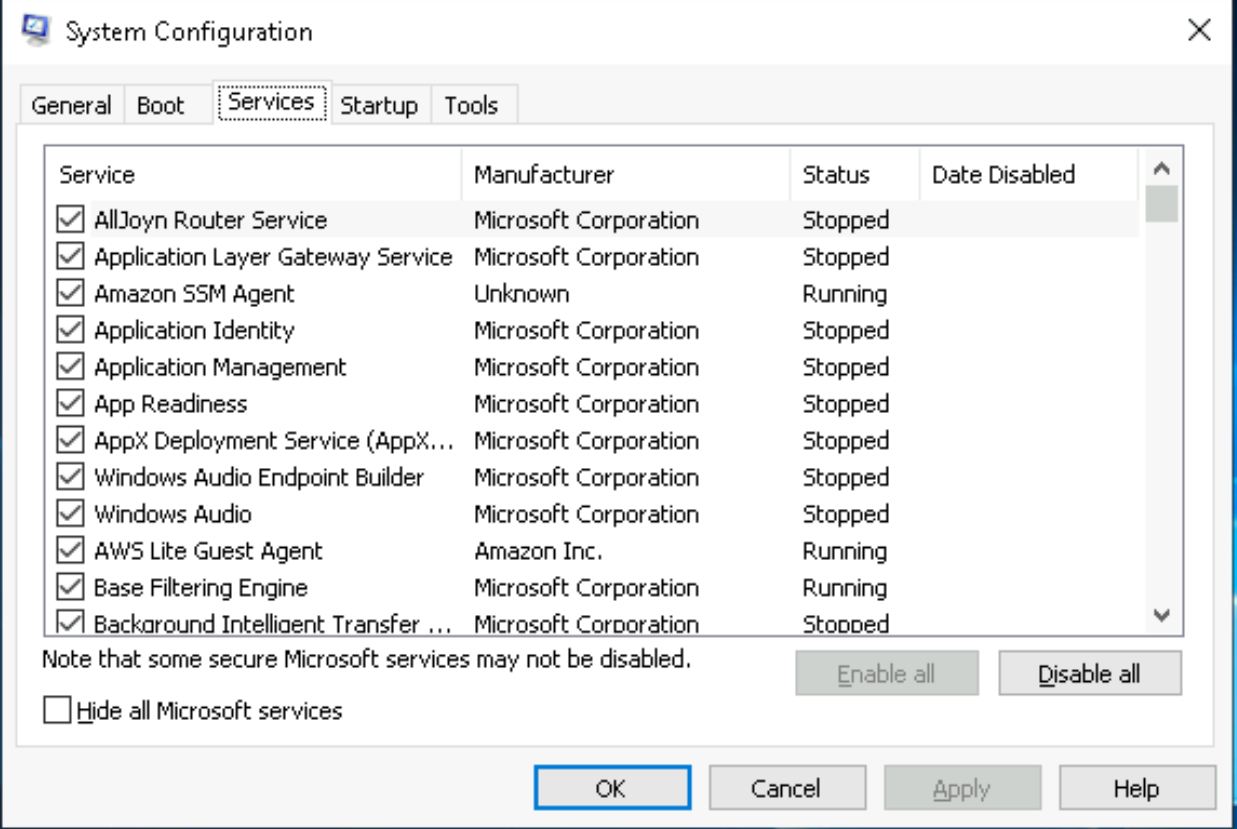 System Configuration
General Boot Services Startup Tools
Service Manufacturer Status Date Disabled
AllJoyn Router Service Microsoft Corporation Stopped
Application Layer Gateway Service Microsoft Corporation Stopped
Amazon SSM Agent Unknown Running
Application Identity Microsoft Corporation Stopped
Application Management Microsoft Corporation Stopped
App Readiness Microsoft Corporation Stopped
AppX Deployment Service (AppX... Microsoft Corporation Stopped
Windows Audio Endpoint Builder Microsoft Corporation Stopped
Windows Audio Microsoft Corporation Stopped
AWS Lite Guest Agent Amazon Inc. Running
Base Filtering Engine Microsoft Corporation Running
Background Intelligent Transfer ... Microsoft Corporation Stopped
Note that some secure Microsoft services may not be disabled.
Enable all Disable all
Hide all Microsoft services
OK Cancel Apply Help